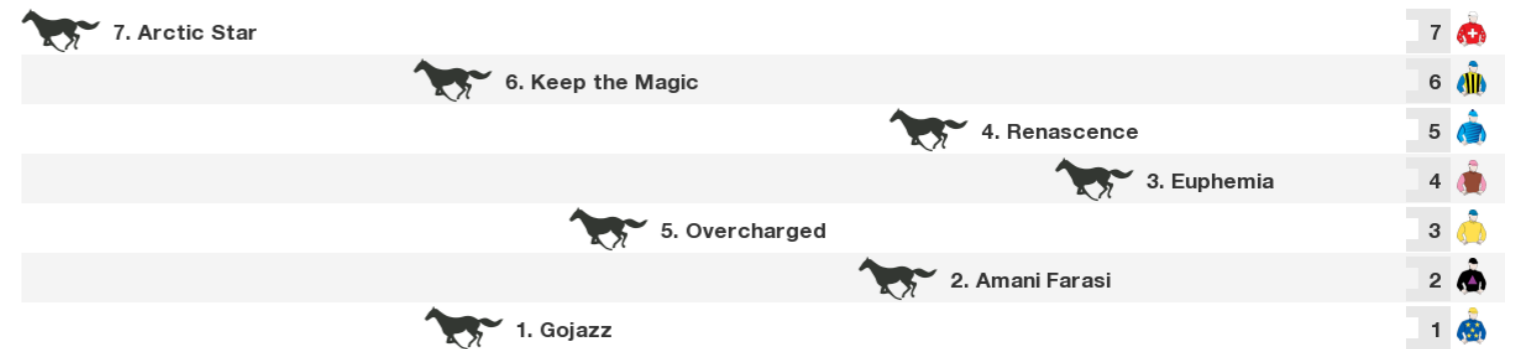 7. Arctic Star 7
6. Keep the Magic 6
4. Renascence 5
3. Euphemia 4
5. Overcharged 3
2. Amani Farasi 2
1. Gojazz 1